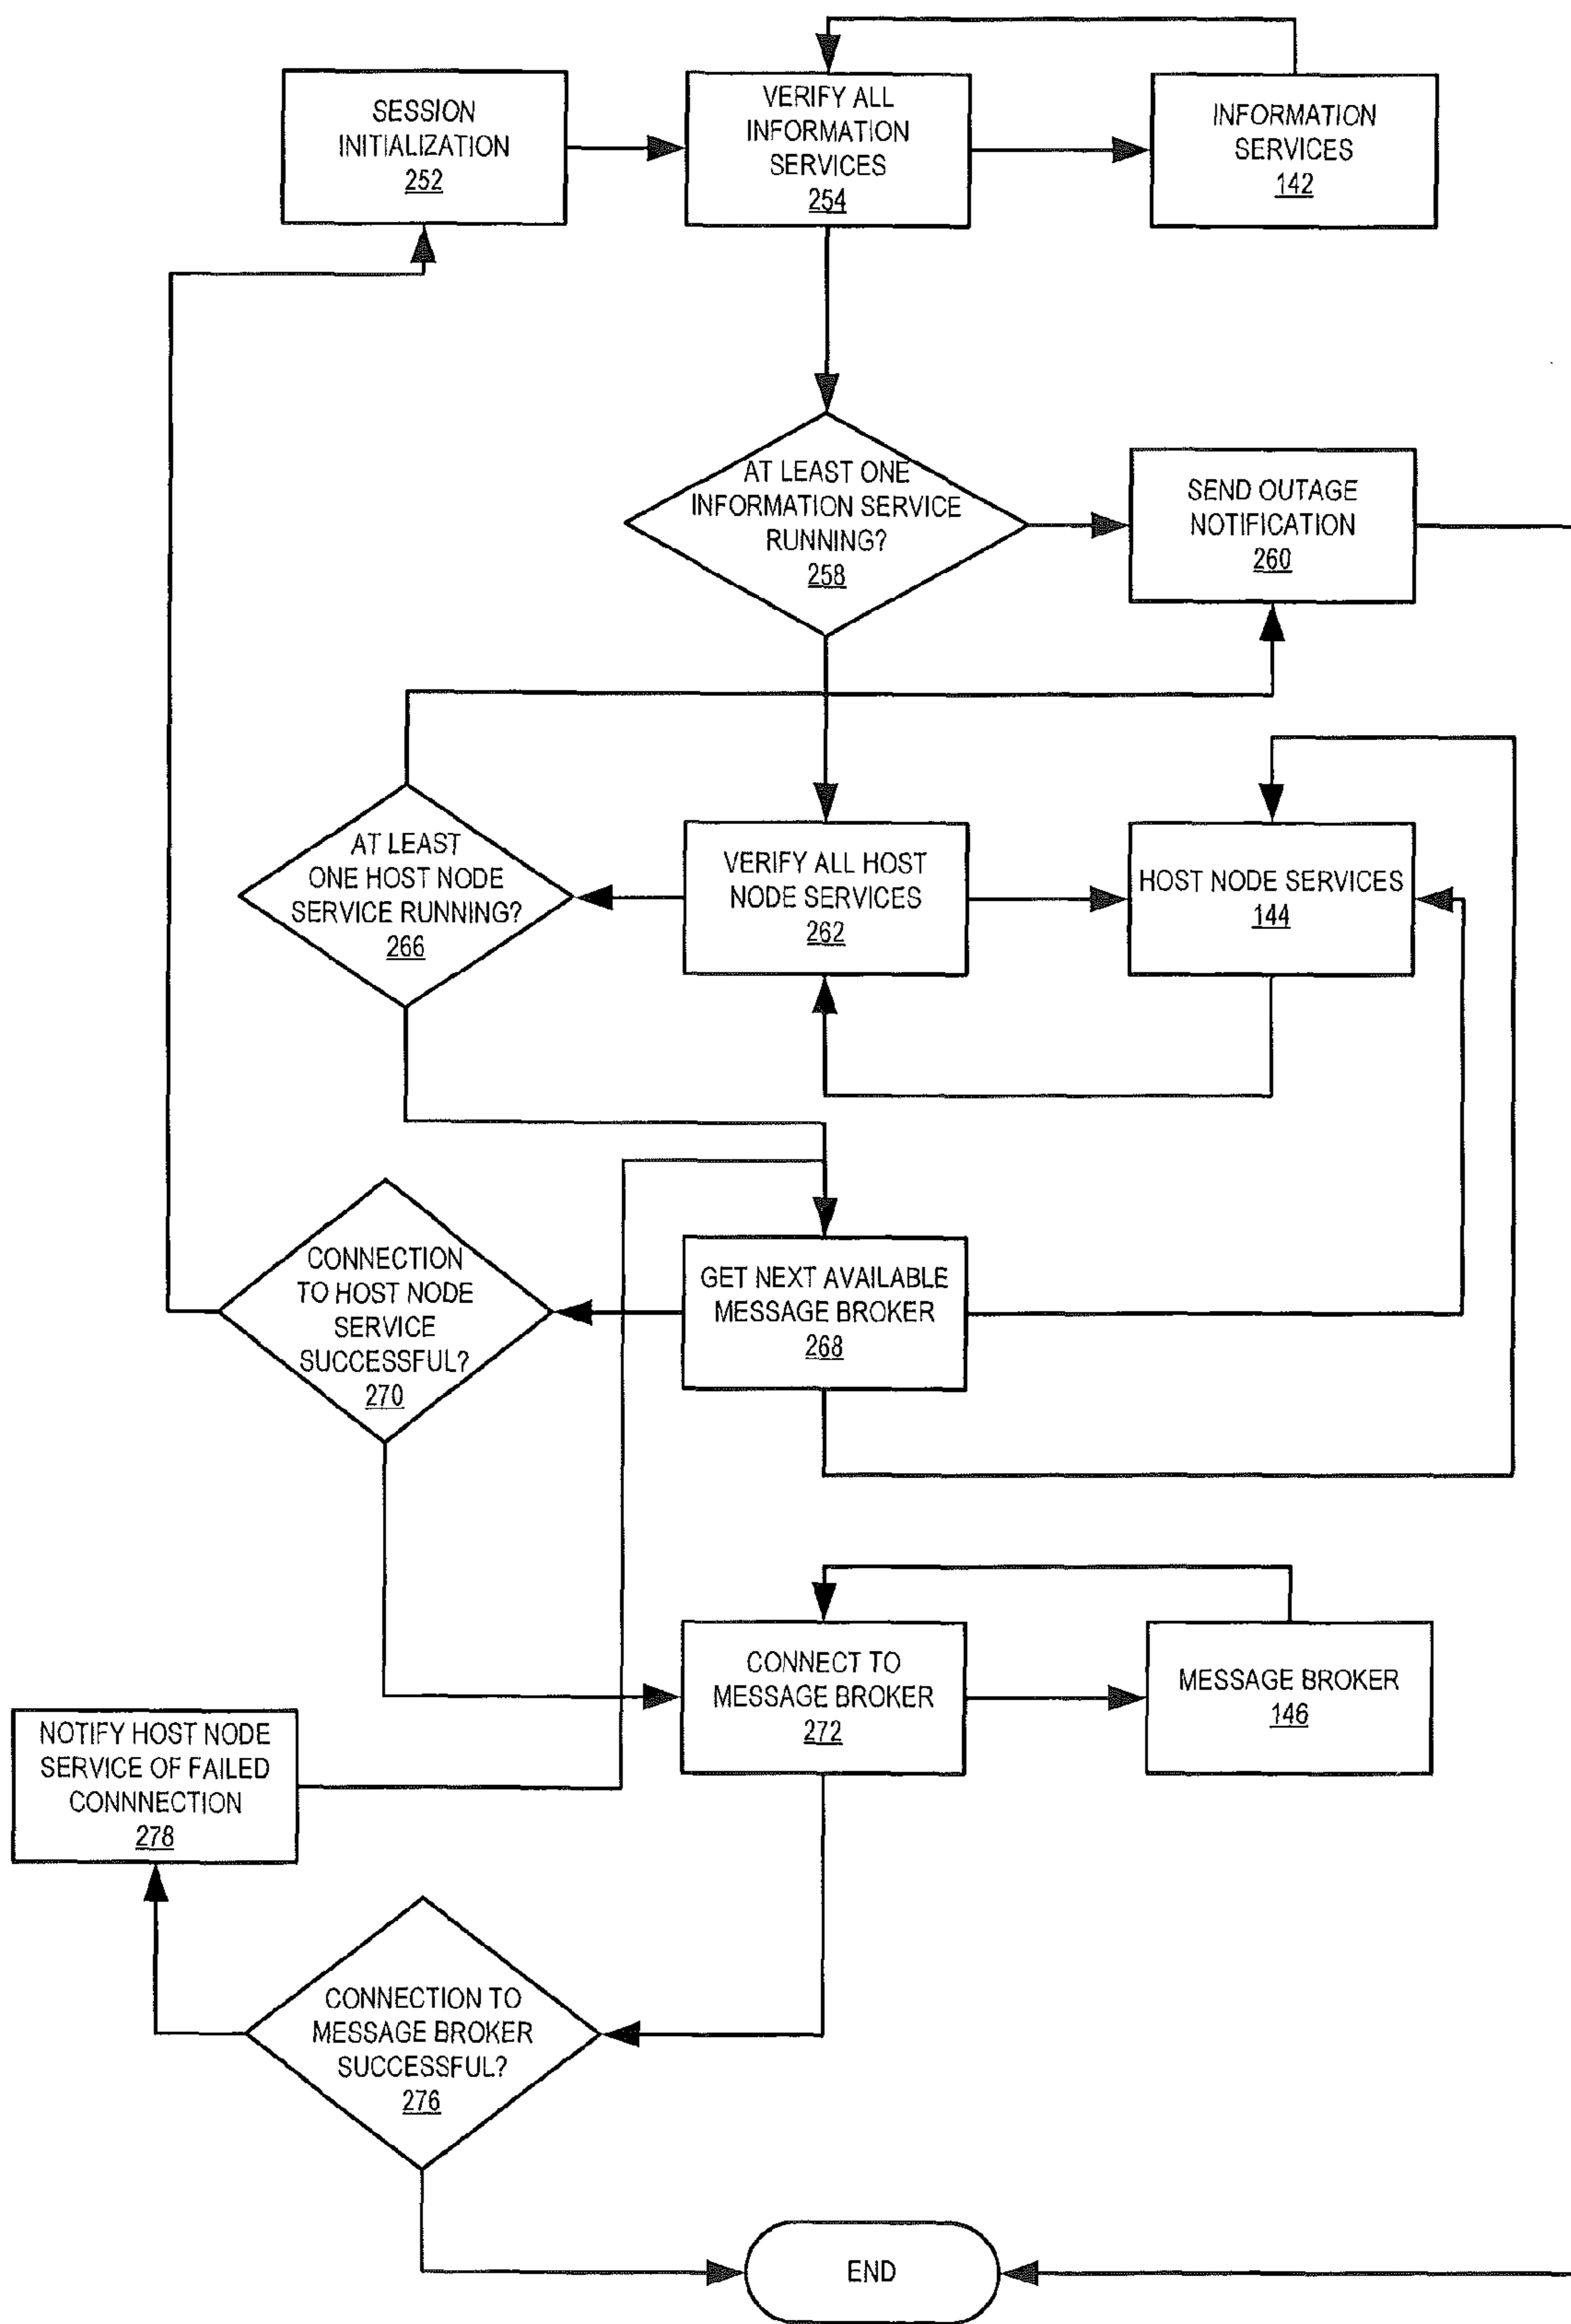 SESSION
INITIALIZATION
252
VERIFY ALL
INFORMATION
SERVICES
254
INFORMATION
SERVICES
142
AT LEAST ONE
INFORMATION SERVICE
RUNNING?
258
SEND OUTAGE
NOTIFICATION
260
AT LEAST
ONE HOST NODE
SERVICE RUNNING?
266
VERIFY ALL HOST
NODE SERVICES
262
HOST NODE SERVICES
144
CONNECTION
TO HOST NODE
SERVICE
SUCCESSFUL?
270
GET NEXT AVAILABLE
MESSAGE BROKER
268
CONNECT TO
MESSAGE BROKER
272
MESSAGE BROKER
146
NOTIFY HOST NODE
SERVICE OF FAILED
CONNNECTION
278
CONNECTION TO
MESSAGE BROKER
SUCCESSFUL?
276
END